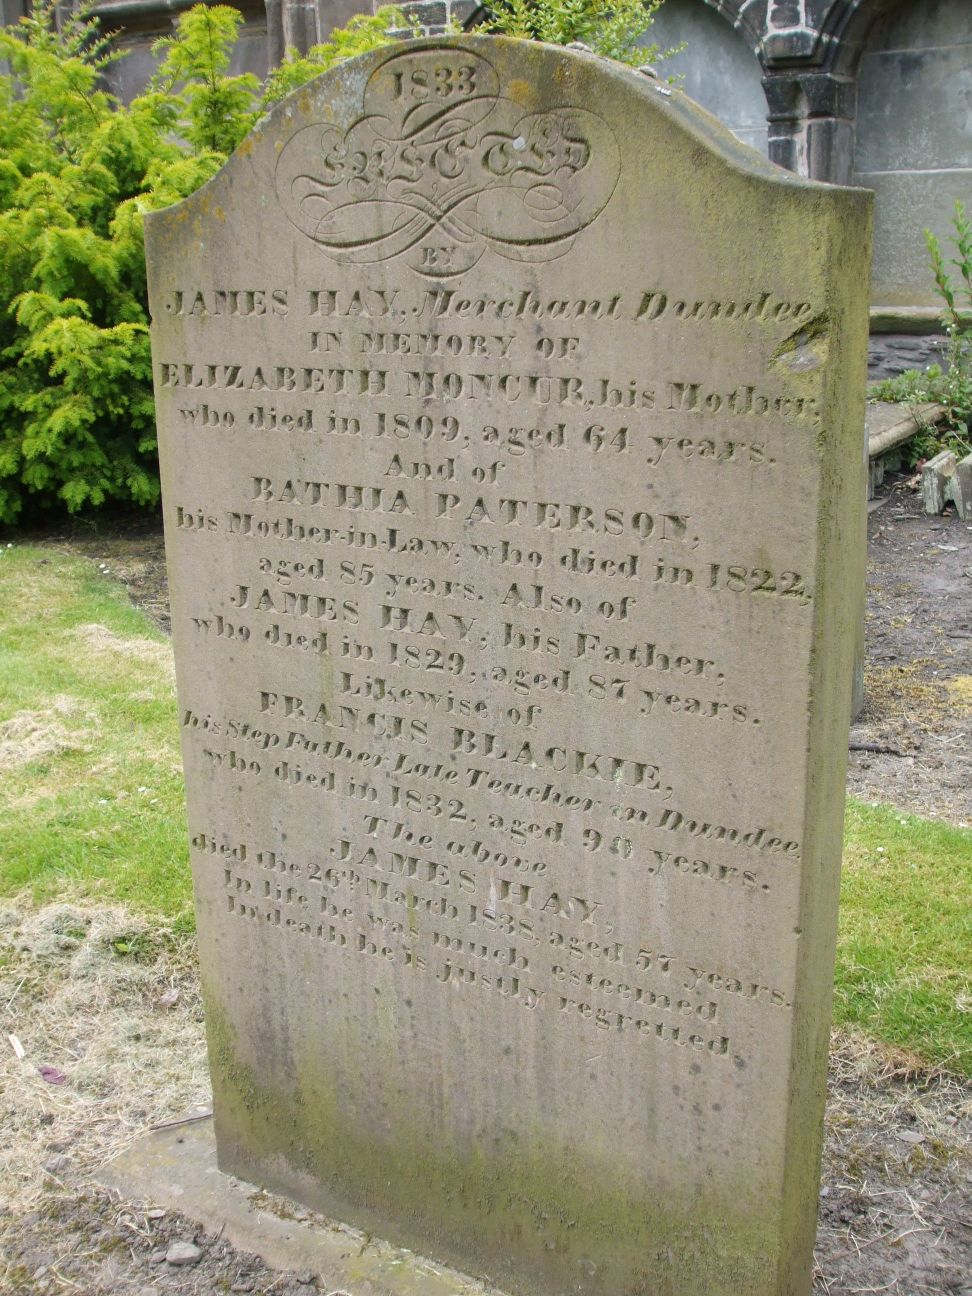 1833
ERECTED
BY
JAMES HAY, Merchant Dundee
IN MEMORY OF
ELIZABETH MONCUR, his Mother,
who died in 1809, aged 64 years.
And of
BATHIA PATERSON,
his Mother-in-Law, who died in 1822,
aged 85 years. Also of
JAMES HAY, his Father,
who died in 1829, aged 87 years.
Likewise of
FRANCIS BLACKIE,
his Step Father Late Teacher in Dundee
who died in 1832, aged 90 years.
The above
JAMES HAY,
died the 26th March 1838, aged 57 years.
In life he was much esteemed
In death he is justly regretted.